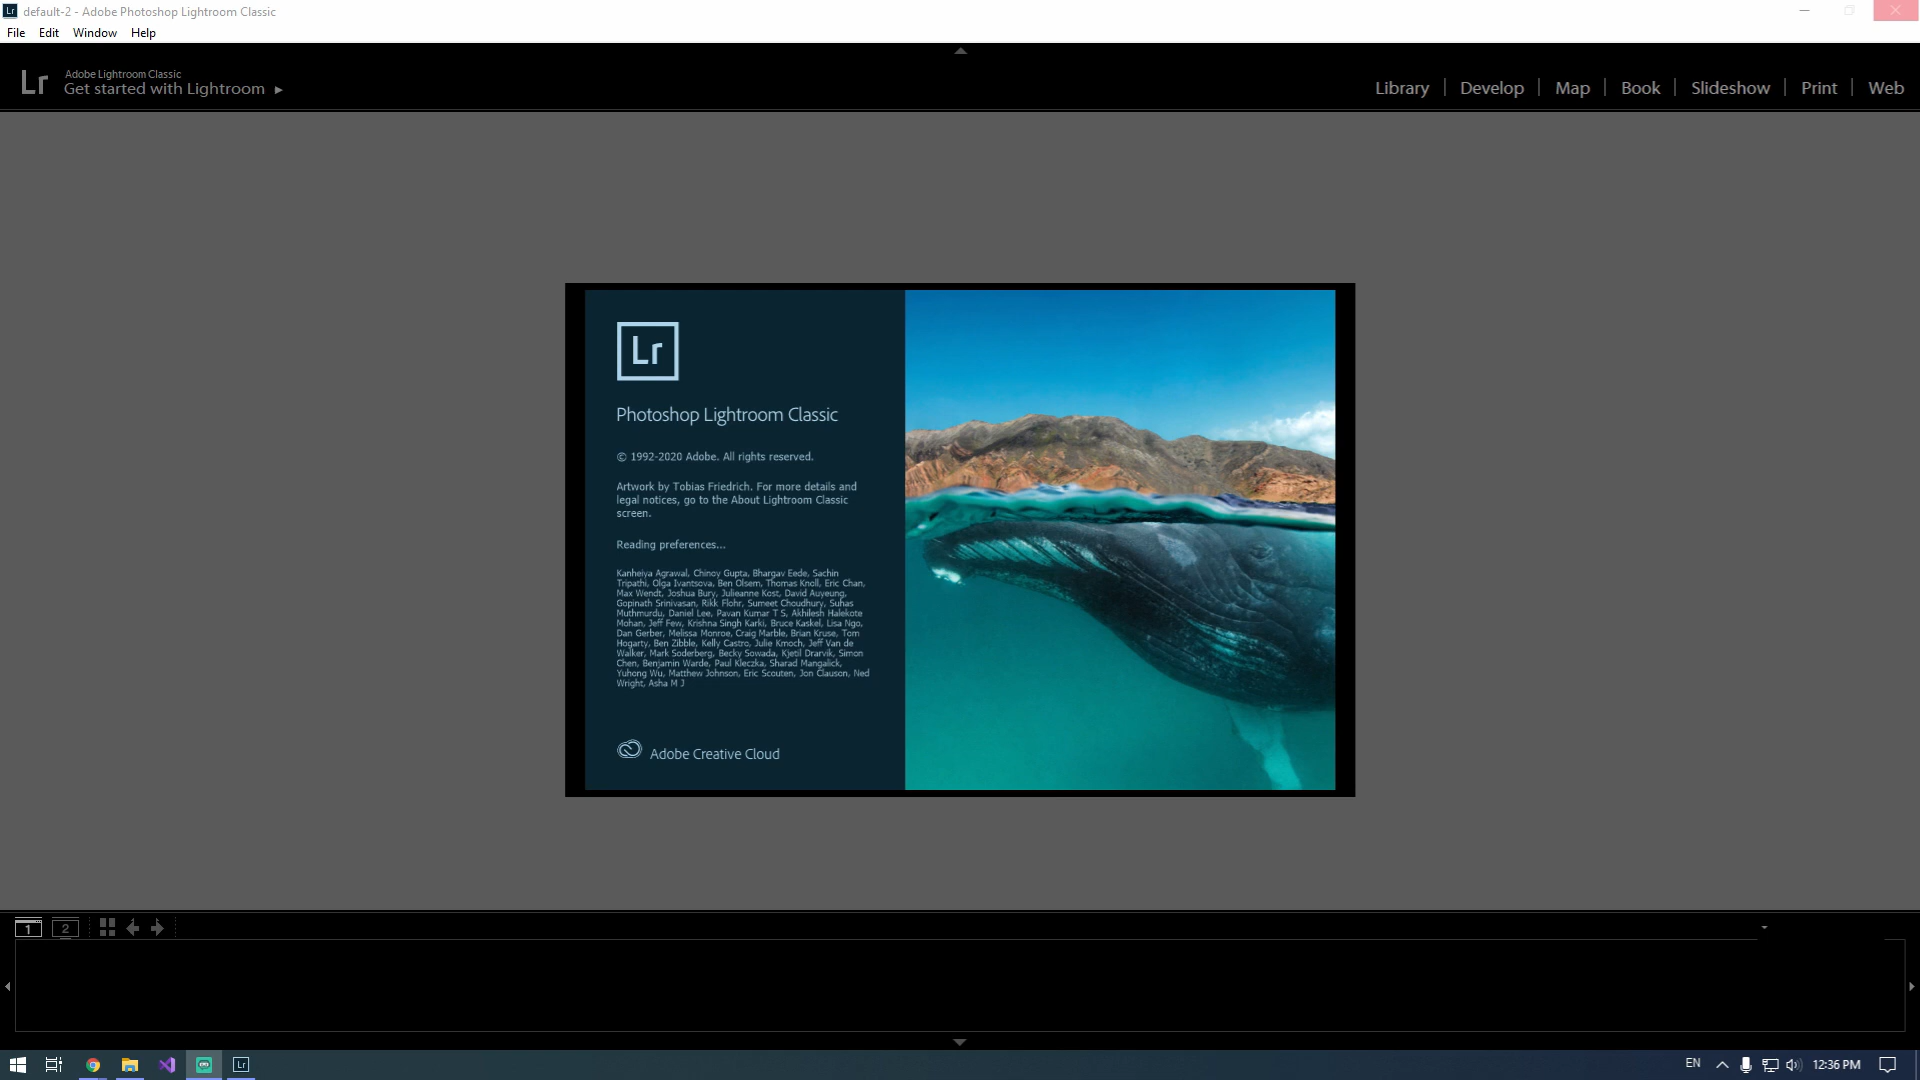 Lr default-2 - Adobe Photoshop Lightroom Classic
File Edit Window Help
Lr
Adobe Lightroom Classic
Get started with Lightroom
Library | Develop | Map | Book | Slideshow | Print | Web
Lr
Photoshop Lightroom Classic
© 1992-2020 Adobe. All rights reserved.
Artwork by Tobias Friedrich. For more details and
legal notices, go to the About Lightroom Classic
screen.
Reading preferences...
Kanheiya Agrawal, Chinoy Gupta, Bhargav Eede, Sachin
Tripathi, Olga Ivantsova, Ben Olsem, Thomas Knoll, Eric Chan,
Max Wendt, Joshua Bury, Julieanne Kost, David Auyeung,
Gopinath Srinivasan, Rikk Flohr, Sumeet Choudhury, Suhas
Muthmurdu, Daniel Lee, Pavan Kumar T S, Akhilesh Halekote
Mohan, Jeff Few, Krishna Singh Karki, Bruce Kaskel, Lisa Ngo,
Dan Gerber, Melissa Monroe, Craig Marble, Brian Kruse, Tom
Hogarty, Ben Zibble, Kelly Castro, Julie Kmoch, Jeff Van de
Walker, Mark Soderberg, Becky Sowada, Kjetil Drarvik, Simon
Chen, Benjamin Warde, Paul Kleczka, Sharad Mangalick,
Yuhong Wu, Matthew Johnson, Eric Scouten, Jon Clauson, Ned
Wright, Asha M J
Adobe Creative Cloud
1 2
Lr
EN
12:36 PM